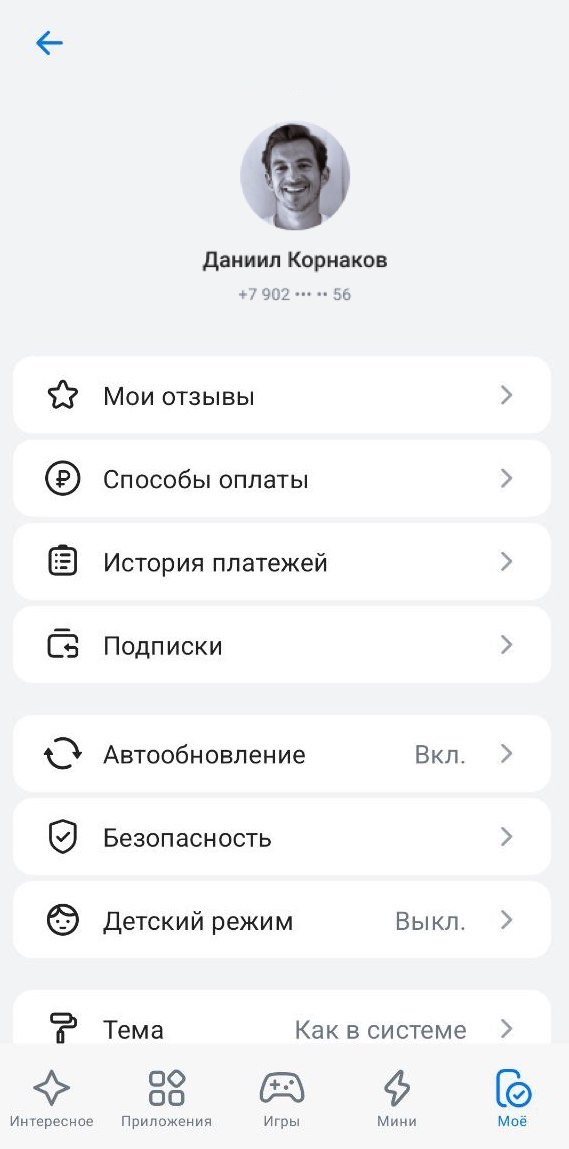 Даниил Корнаков
+7 902 ••• •• 56
Мои отзывы
Способы оплаты
История платежей
Подписки
Автообновление Вкл.
Безопасность
Детский режим Выкл.
Тема Как в системе
Интересное Приложения Игры Мини Моё